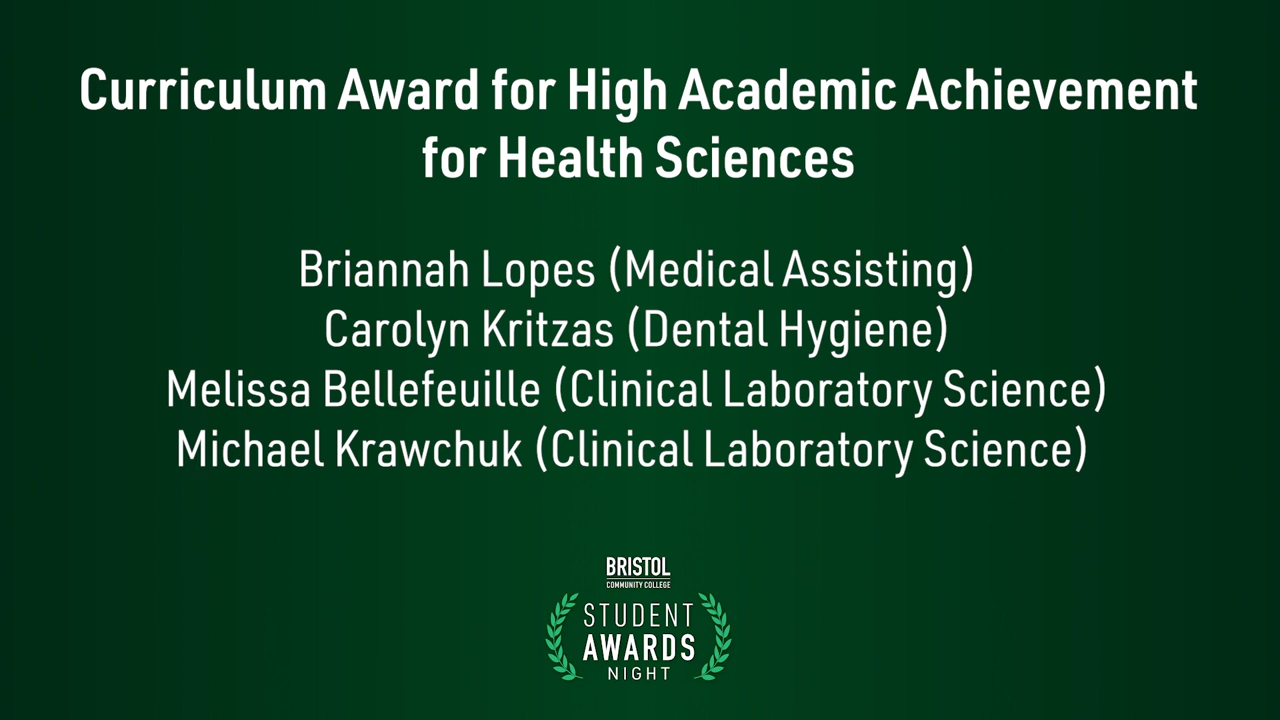 Curriculum Award for High Academic Achievement
for Health Sciences
Briannah Lopes (Medical Assisting)
Carolyn Kritzas (Dental Hygiene)
Melissa Bellefeuille (Clinical Laboratory Science)
Michael Krawchuk (Clinical Laboratory Science)
BRISTOL
COMMUNITY COLLEGE
STUDENT
AWARDS
NIGHT